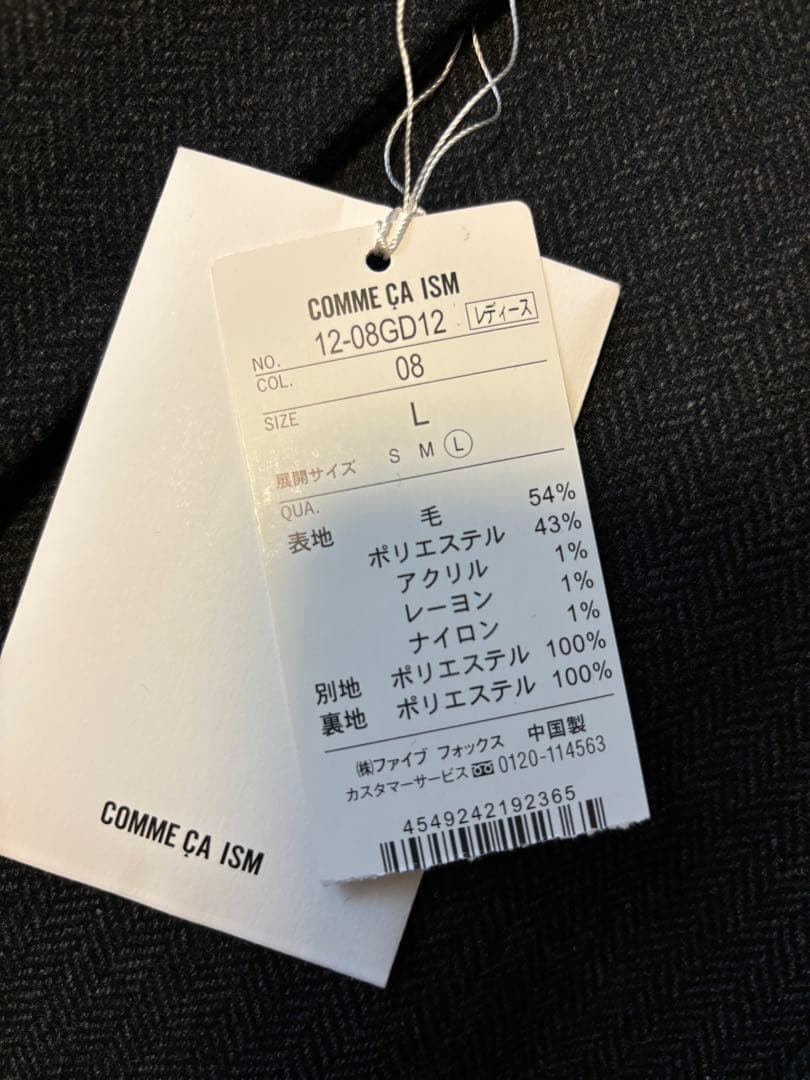 COMME ÇA ISM
NO. 12-08GD12 レディース
COL. 08
SIZE L
展開サイズ S M L
QUA.
表地 毛 54%
ポリエステル 43%
アクリル 1%
レーヨン 1%
ナイロン 1%
別地 ポリエステル 100%
裏地 ポリエステル 100%
㈱ファイブ フォックス 中国製
カスタマーサービス 0120-114563
4549242192365
COMME ÇA ISM